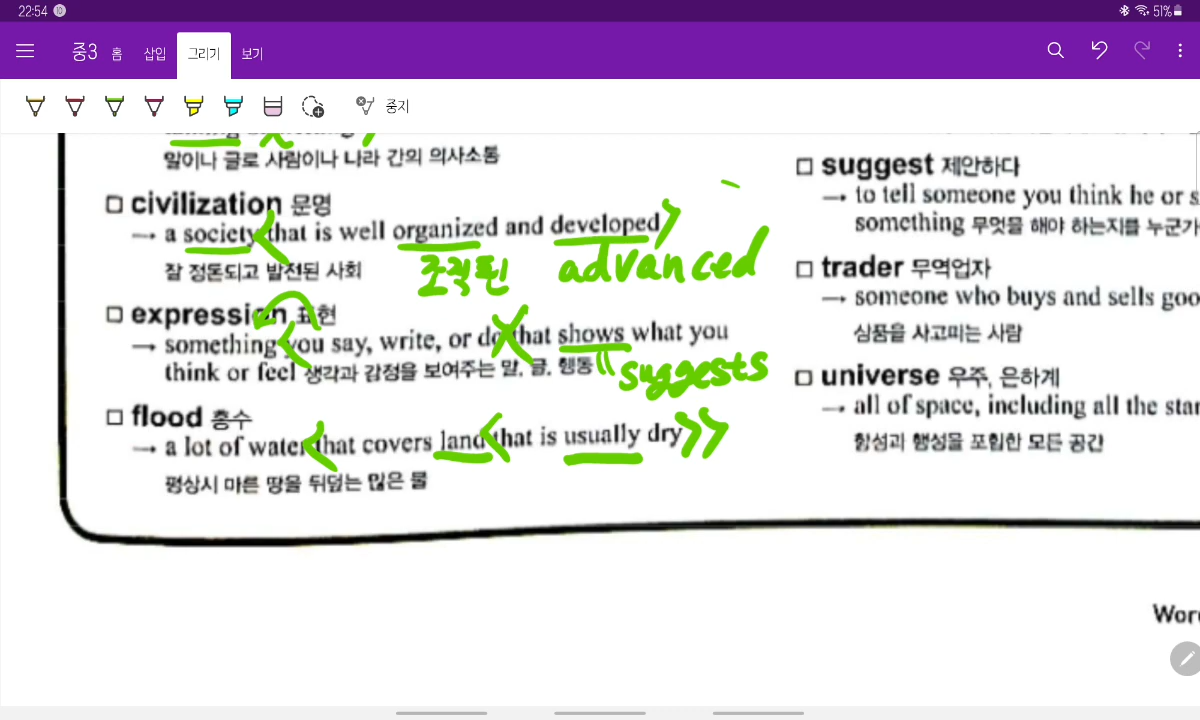 22:54
51%
중3 홈 삽입 그리기 보기
중지
말이나 글로 사람이나 나라 간의 의사소통
civilization 문명
→ a society that is well organized and developed
조직된 advanced
잘 정돈되고 발전된 사회
expression 표현
→ something you say, write, or do that shows what you
think or feel 생각과 감정을 보여주는 말, 글, 행동
suggests
flood 홍수
→ a lot of water that covers land that is usually dry
평상시 마른 땅을 뒤덮는 많은 물
suggest 제안하다
→ to tell someone you think he or s
something 무엇을 해야 하는지를 누군가
trader 무역업자
→ someone who buys and sells goo
상품을 사고파는 사람
universe 우주, 은하계
→ all of space, including all the star
항성과 행성을 포함한 모든 공간
Wor